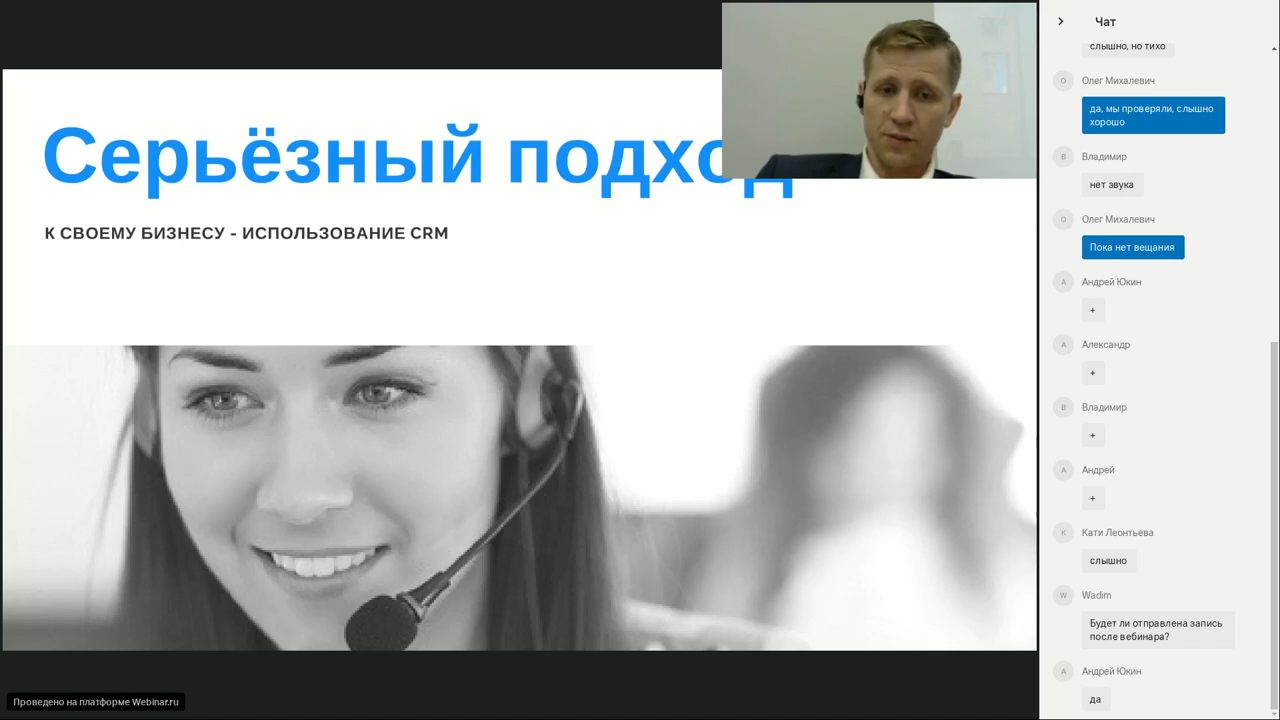 Серьёзный подход
К СВОЕМУ БИЗНЕСУ - ИСПОЛЬЗОВАНИЕ CRM
Проведено на платформе Webinar.ru
Чат
слышно, но тихо
О
Олег Михалевич
да, мы проверяли, слышно
хорошо
В
Владимир
нет звука
О
Олег Михалевич
Пока нет вещания
А
Андрей Юкин
+
А
Александр
+
В
Владимир
+
А
Андрей
+
К
Кати Леонтьева
слышно
W
Wadim
Будет ли отправлена запись
после вебинара?
А
Андрей Юкин
да